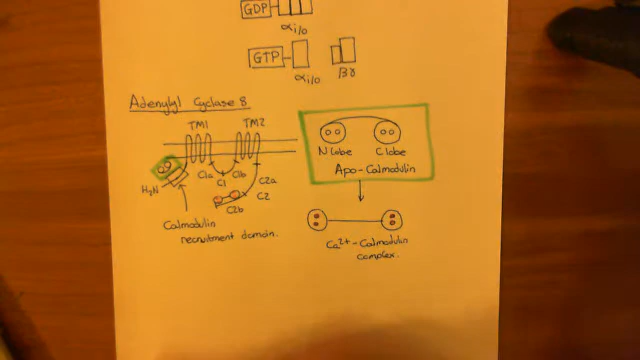 GDP
αi/o
GTP
αi/o
βγ
Adenylyl Cyclase 8
TM1
TM2
N Lobe
C Lobe
Apo-Calmodulin
H₂N
C1a
C1
C1b
C2a
C2
C2b
Calmodulin
recruitment domain.
Ca²⁺-Calmodulin
complex.